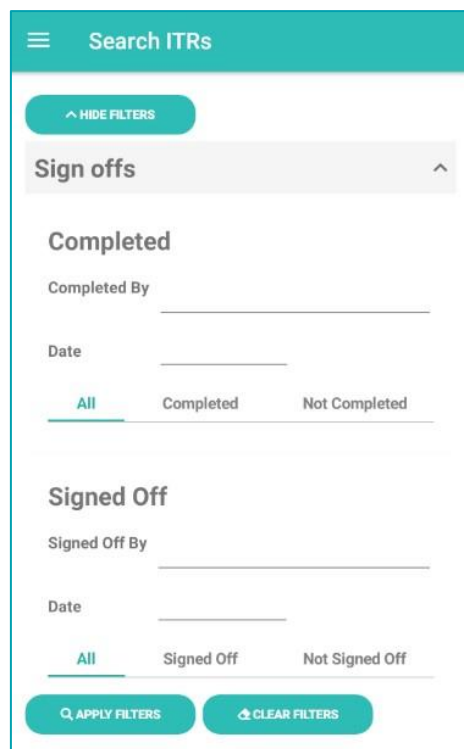 Search ITRs
HIDE FILTERS
Sign offs
Completed
Completed By
Date
All Completed Not Completed
Signed Off
Signed Off By
Date
All Signed Off Not Signed Off
APPLY FILTERS CLEAR FILTERS